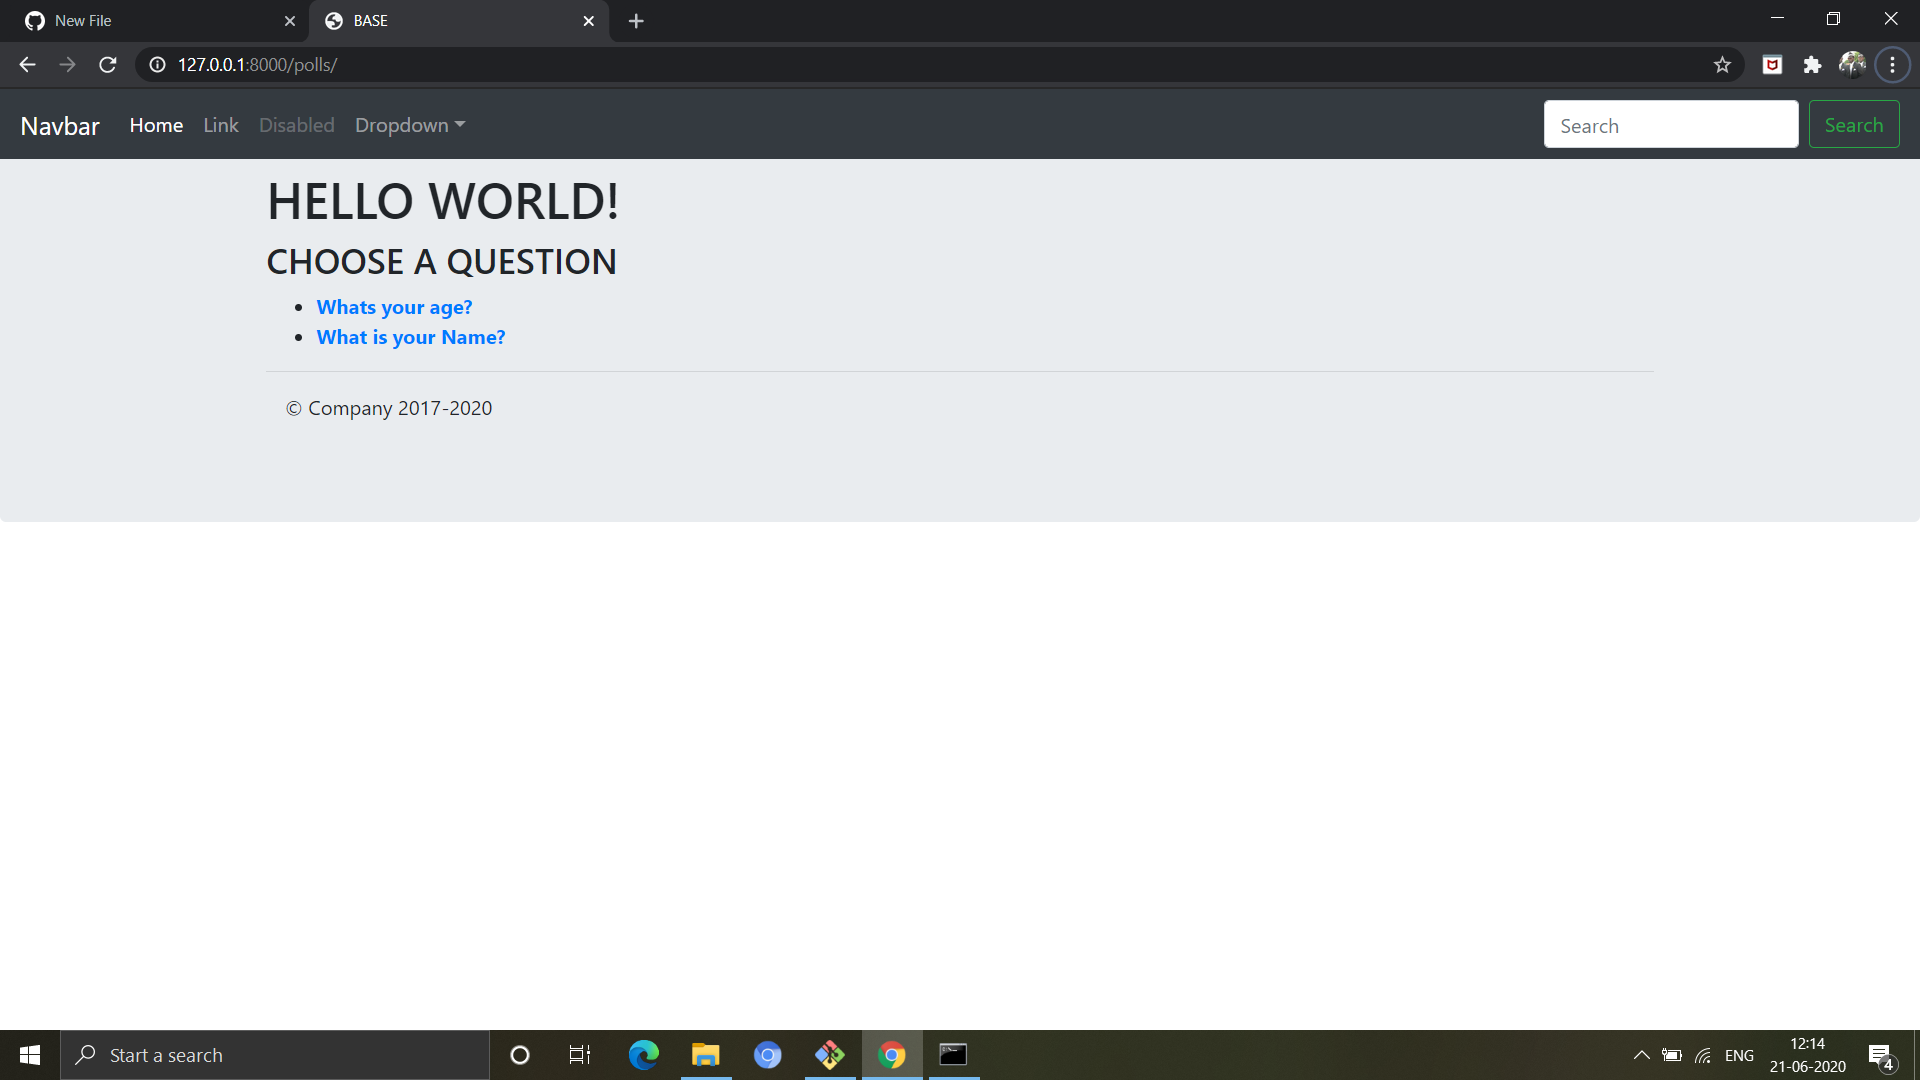 New File
BASE
127.0.0.1:8000/polls/
Navbar Home Link Disabled Dropdown Search Search
HELLO WORLD!
CHOOSE A QUESTION
Whats your age?
What is your Name?
© Company 2017-2020
Start a search
ENG
12:14
21-06-2020
4